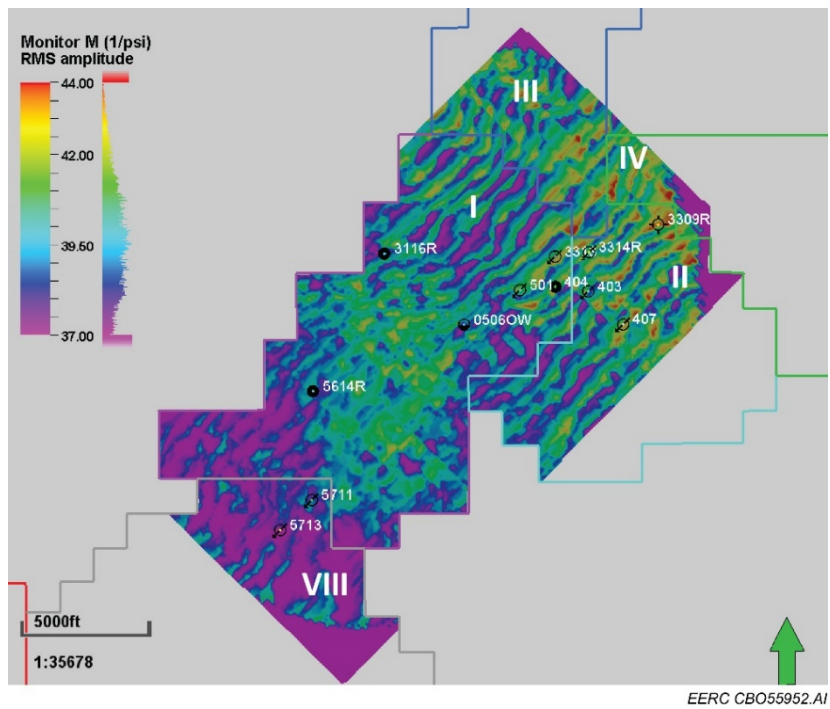 Monitor M (1/psi)
RMS amplitude
44.00
42.00
39.50
37.00
III
IV
I
3309R
3116R
3314R
II
501
404
403
0506OW
407
5614R
5711
5713
VIII
5000ft
1:35678
EERC CBO55952.AI